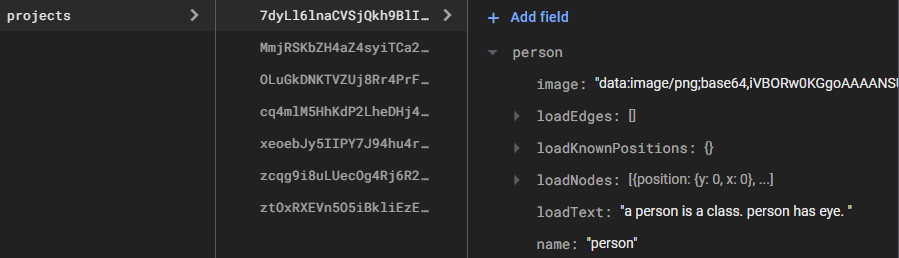 projects
7dyLl6lnaCVSjQkh9BlI…
MmjRSKbZH4aZ4syiTCa2…
OLuGkDNKTVZUj8Rr4PrF…
cq4mlM5HhKdP2LheDHj4…
xeoebJy5IIPY7J94hu4r…
zcqg9i8uLUecOg4Rj6R2…
ztOxRXEVn5O5iBkliEzE…
+ Add field
person
image: "data:image/png;base64,iVBORw0KGgoAAAANSU
loadEdges: []
loadKnownPositions: {}
loadNodes: [{position: {y: 0, x: 0}, ...]
loadText: "a person is a class. person has eye. "
name: "person"